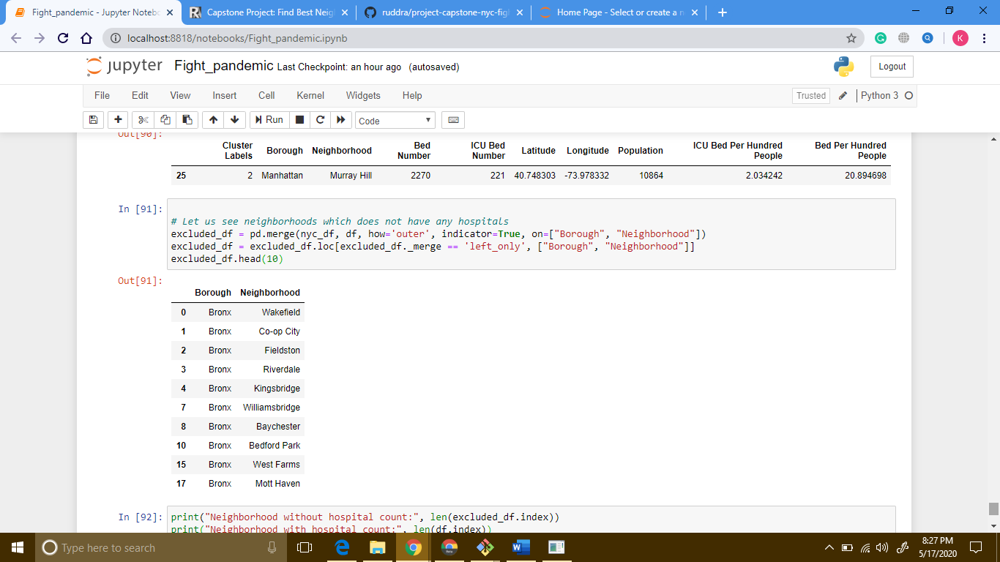 Fight_pandemic - Jupyter Notebo
Capstone Project: Find Best Neig
ruddra/project-capstone-nyc-fig
Home Page - Select or create a n
localhost:8818/notebooks/Fight_pandemic.ipynb
K
jupyter Fight_pandemic Last Checkpoint: an hour ago (autosaved)
Logout
File Edit View Insert Cell Kernel Widgets Help
Trusted Python 3
Run Code
Out[90]:
Cluster Labels Borough Neighborhood Bed Number ICU Bed Number Latitude Longitude Population ICU Bed Per Hundred People Bed Per Hundred People
25 2 Manhattan Murray Hill 2270 221 40.748303 -73.978332 10864 2.034242 20.894698
In [91]:
# Let us see neighborhoods which does not have any hospitals
excluded_df = pd.merge(nyc_df, df, how='outer', indicator=True, on=["Borough", "Neighborhood"])
excluded_df = excluded_df.loc[excluded_df._merge == 'left_only', ["Borough", "Neighborhood"]]
excluded_df.head(10)
Out[91]:
Borough Neighborhood
0 Bronx Wakefield
1 Bronx Co-op City
2 Bronx Fieldston
3 Bronx Riverdale
4 Bronx Kingsbridge
7 Bronx Williamsbridge
8 Bronx Baychester
10 Bronx Bedford Park
15 Bronx West Farms
17 Bronx Mott Haven
In [92]: print("Neighborhood without hospital count:", len(excluded_df.index))
print("Neighborhood with hospital count:", len(df.index))
Type here to search
8:27 PM
5/17/2020